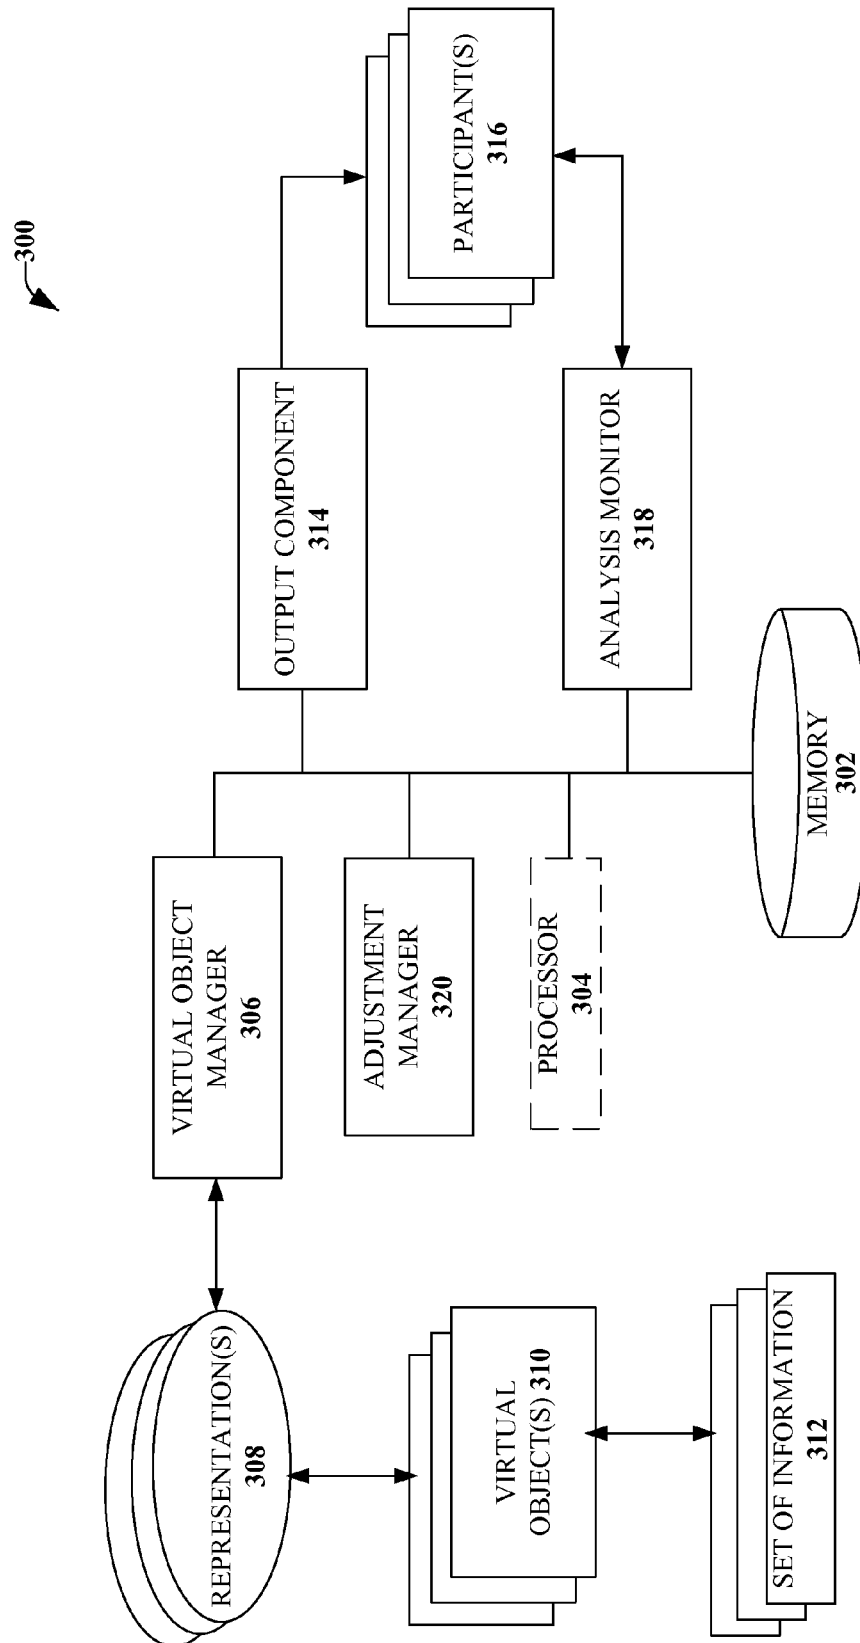 300
REPRESENTATION(S)
308
VIRTUAL
OBJECT(S) 310
SET OF INFORMATION
312
VIRTUAL OBJECT
MANAGER
306
ADJUSTMENT
MANAGER
320
PROCESSOR
304
MEMORY
302
OUTPUT COMPONENT
314
ANALYSIS MONITOR
318
PARTICIPANT(S)
316